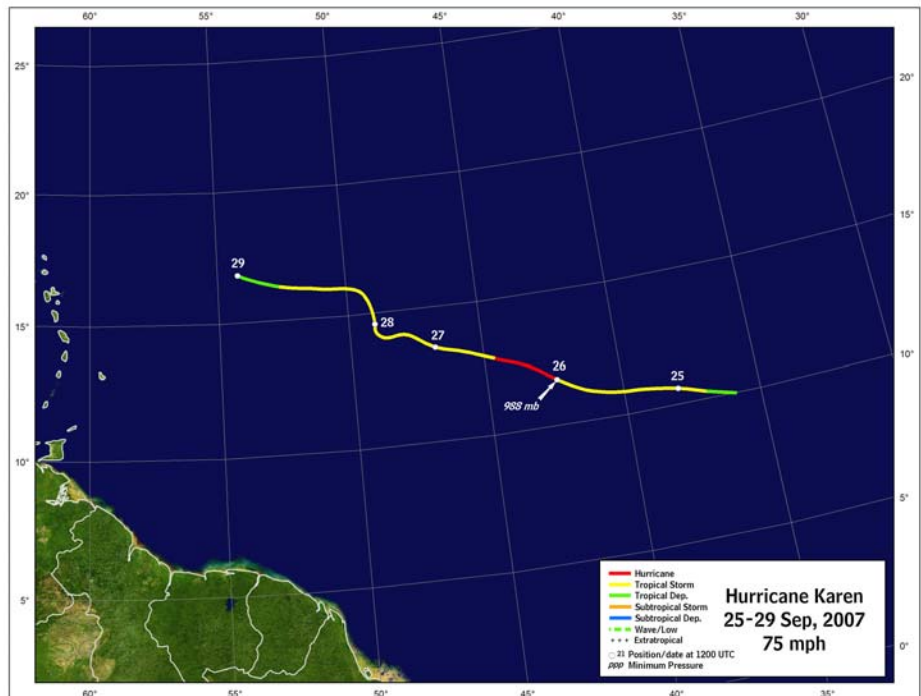 60° 55° 50° 45° 40° 35° 30°
25°
20°
20°
15°
29
15°
28
27
10°
26
25
988 mb
10°
5°
5°
0°
Hurricane
Tropical Storm
Tropical Dep.
Subtropical Storm
Subtropical Dep.
Wave/Low
Extratropical
21 Position/date at 1200 UTC
PPP Minimum Pressure
Hurricane Karen
25-29 Sep, 2007
75 mph
60° 55° 50° 45° 40° 35°